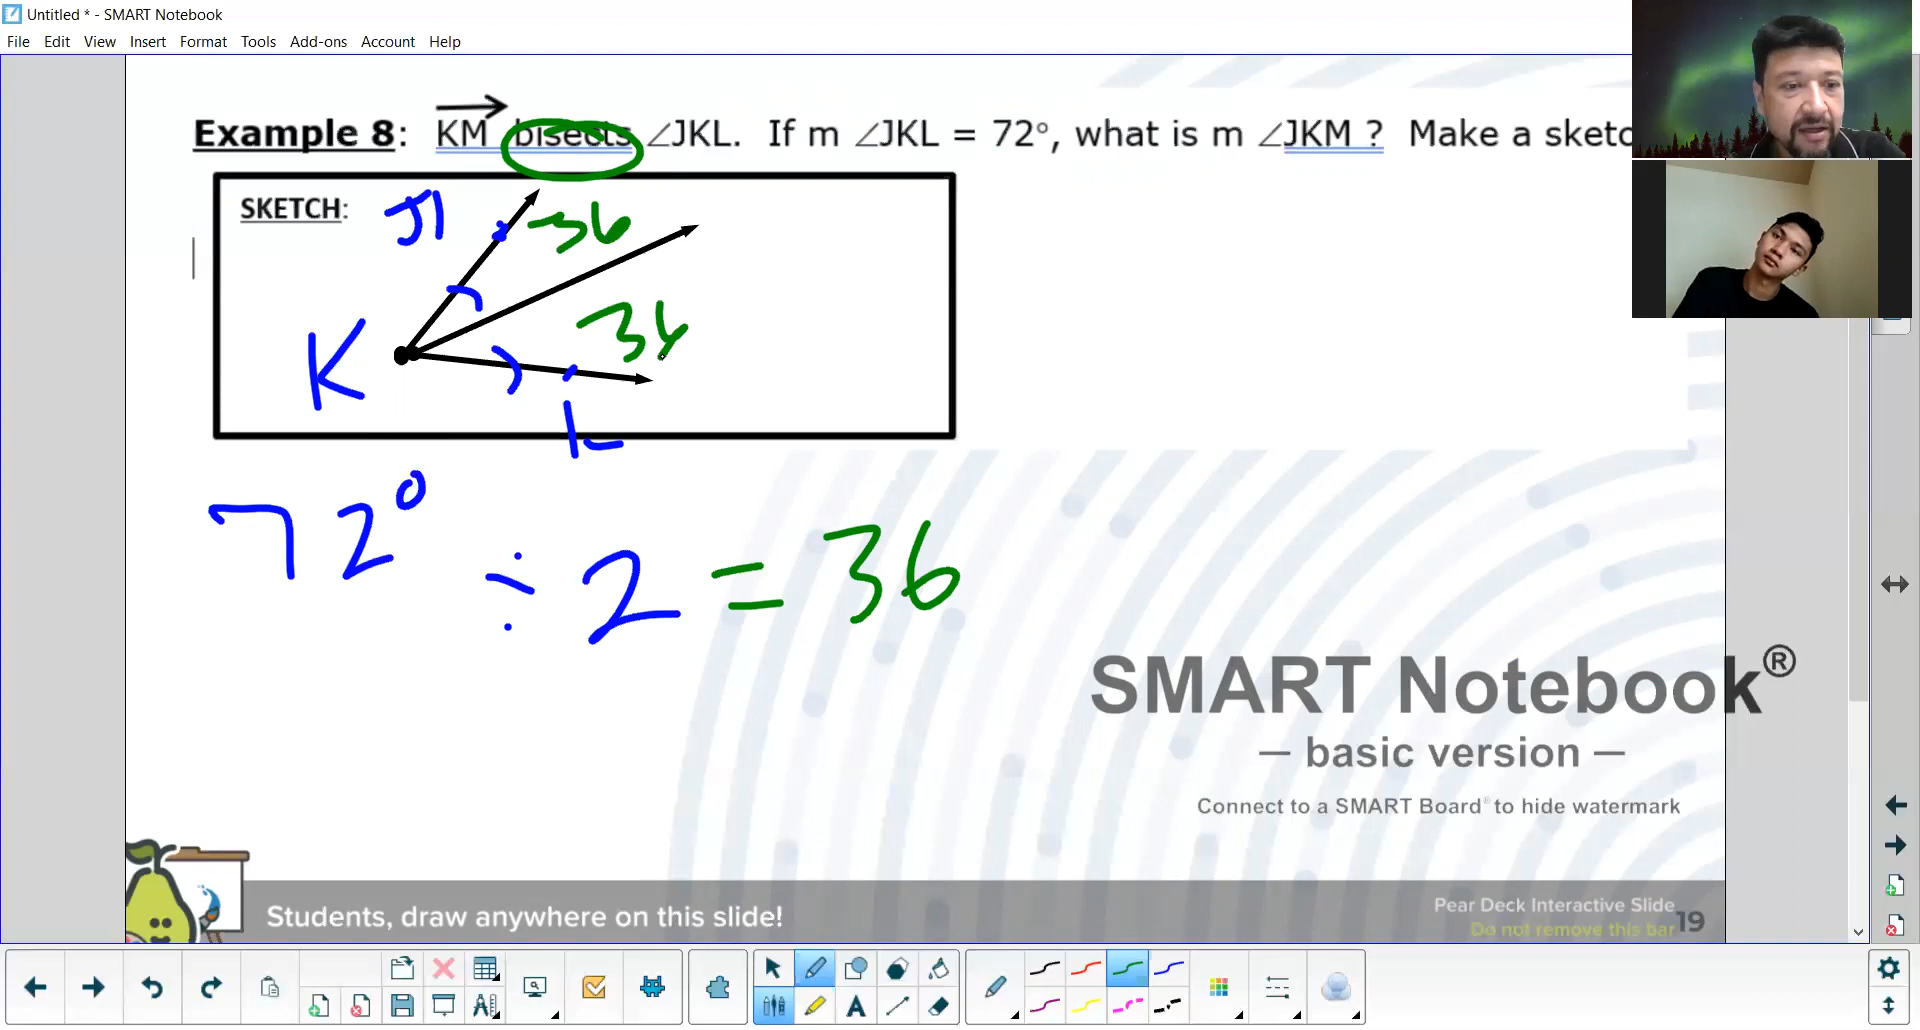 Untitled * - SMART Notebook
File Edit View Insert Format Tools Add-ons Account Help
Example 8: KM bisects ∠JKL. If m ∠JKL = 72°, what is m ∠JKM ? Make a sketc
SKETCH:
J
36
36
K
L
72° ÷ 2 = 36
SMART Notebook®
— basic version —
Connect to a SMART Board® to hide watermark
Students, draw anywhere on this slide!
Pear Deck Interactive Slide
Do not remove this bar
19